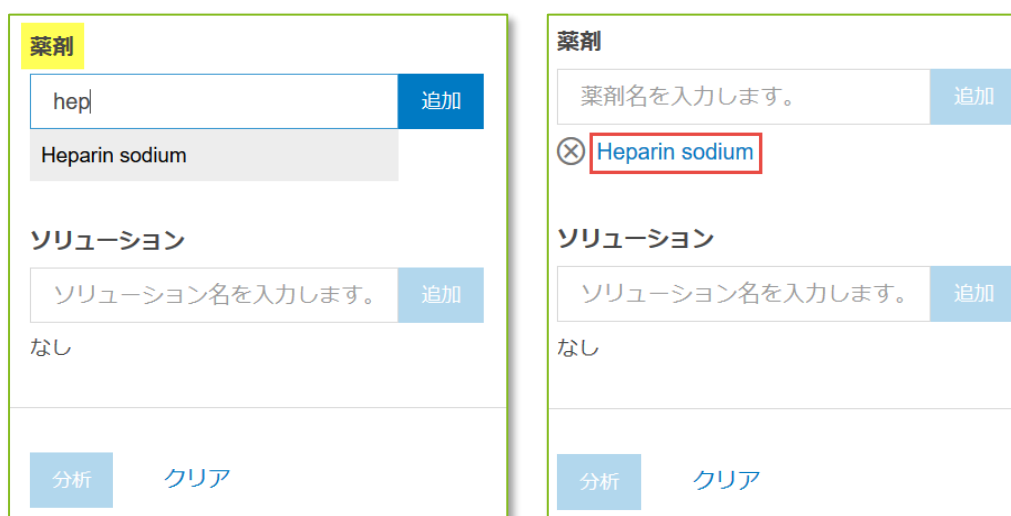 薬剤
hep
追加
Heparin sodium
ソリューション
ソリューション名を入力します。
追加
なし
分析
クリア
薬剤
薬剤名を入力します。
追加
Heparin sodium
ソリューション
ソリューション名を入力します。
追加
なし
分析
クリア